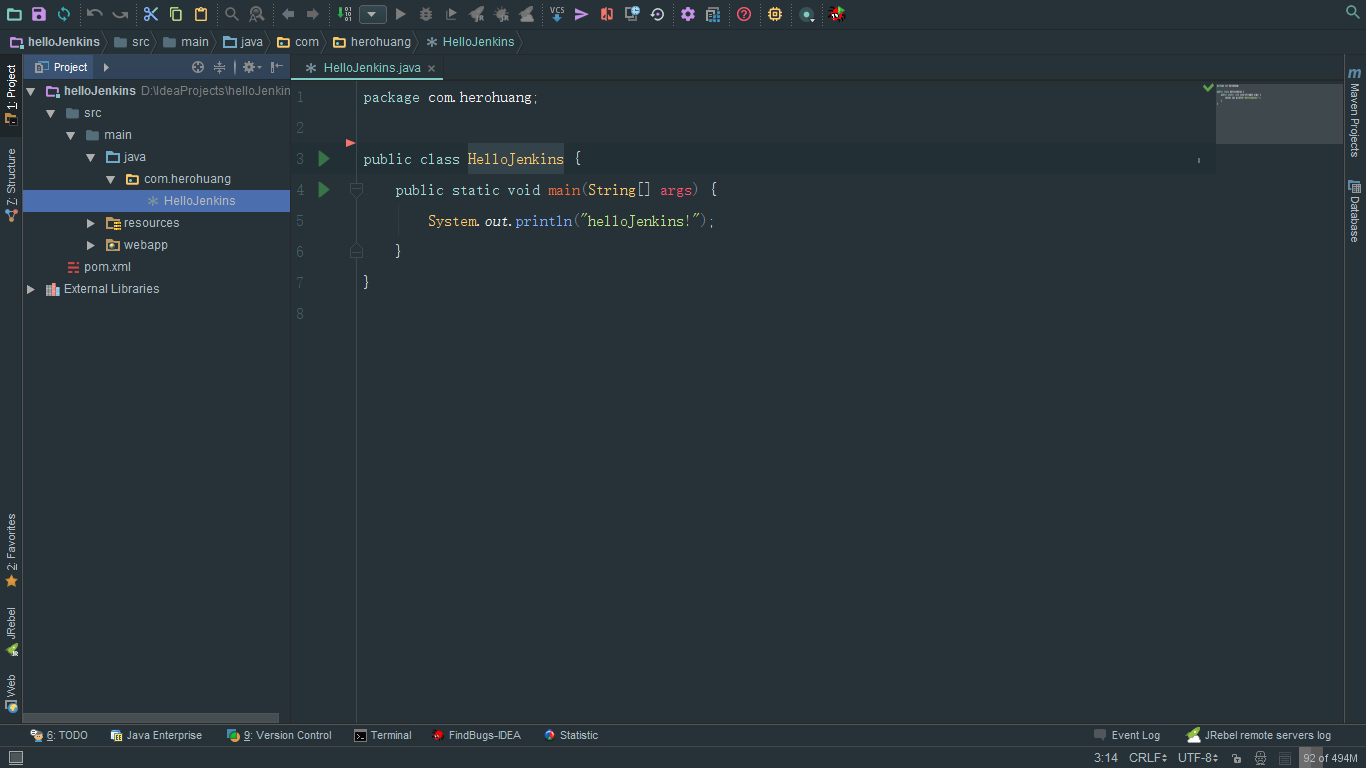 VCS
helloJenkins src main java com herohuang HelloJenkins
1: Project
Project
HelloJenkins.java
helloJenkins D:\IdeaProjects\helloJenkin
src
main
java
com.herohuang
HelloJenkins
resources
webapp
pom.xml
External Libraries
1 package com.herohuang;
2
3 public class HelloJenkins {
4 public static void main(String[] args) {
5 System.out.println("helloJenkins!");
6 }
7 }
8
Z: Structure
2: Favorites
JRebel
Web
m Maven Projects
Database
6: TODO Java Enterprise 9: Version Control Terminal FindBugs-IDEA Statistic Event Log JRebel remote servers log
3:14 CRLF UTF-8 92 of 494M